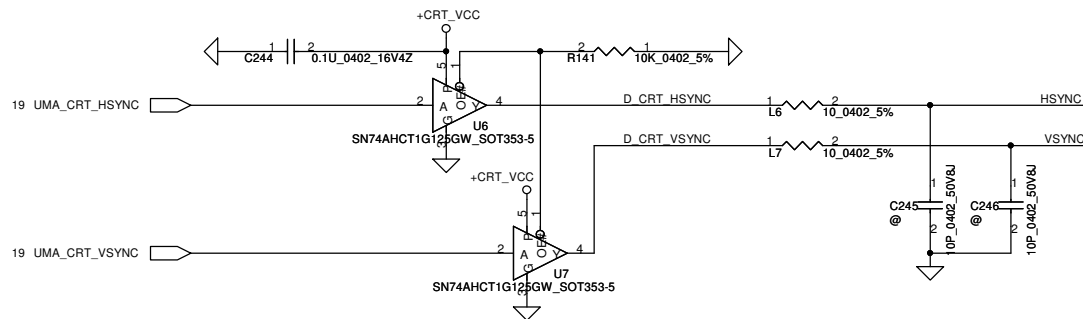 +CRT_VCC
1 2
C244 0.1U_0402_16V4Z
2 1
R141 10K_0402_5%
5 1
P OE#
19 UMA_CRT_HSYNC
2 A Y 4
G
3
U6
SN74AHCT1G125GW_SOT353-5
D_CRT_HSYNC
1 2
L6 10_0402_5%
HSYNC
D_CRT_VSYNC
1 2
L7 10_0402_5%
VSYNC
+CRT_VCC
5 1
P OE#
19 UMA_CRT_VSYNC
2 A Y 4
G
3
U7
SN74AHCT1G125GW_SOT353-5
1
C245
@
2
10P_0402_50V8J
1
C246
@
2
10P_0402_50V8J